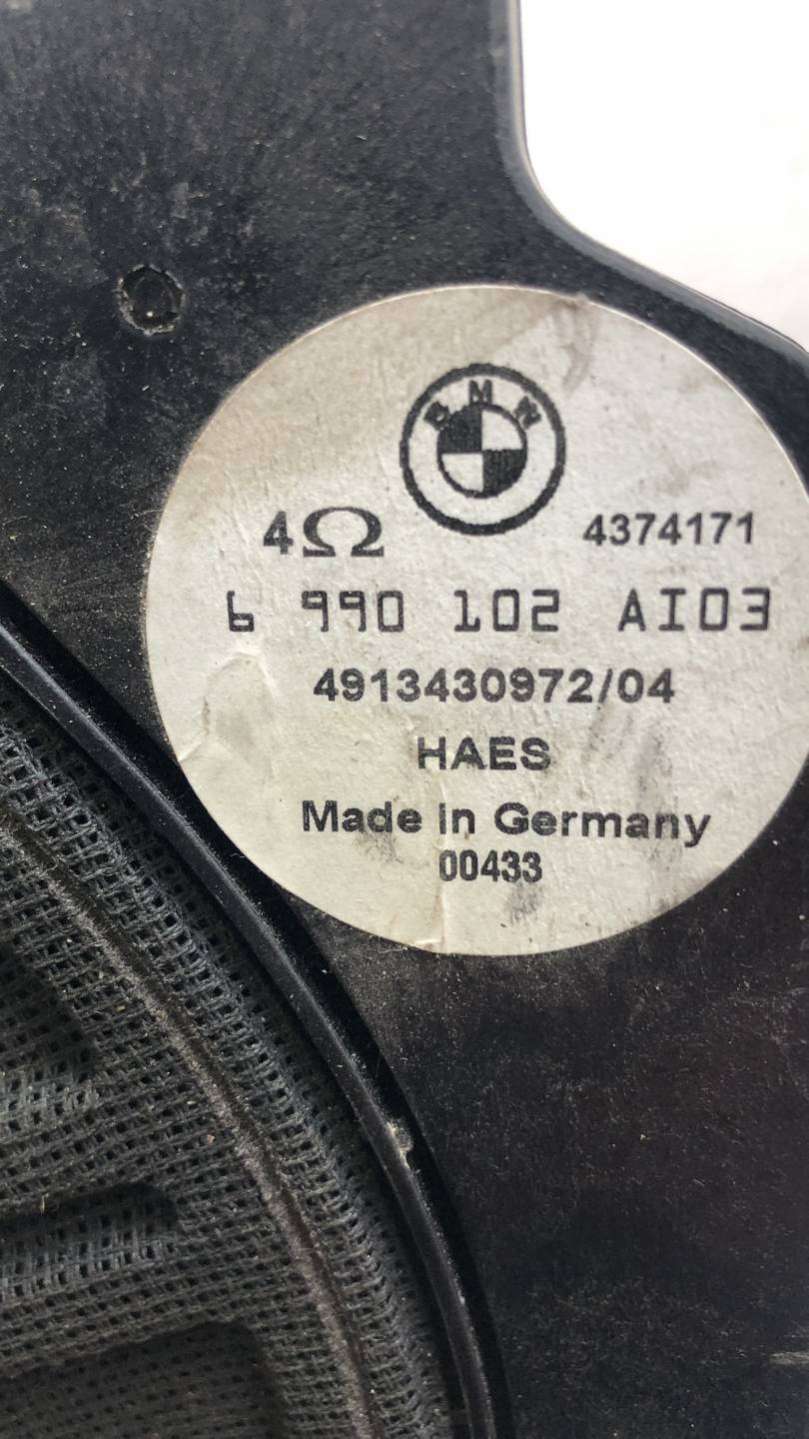 BMW
4Ω 4374171
6 990 102 AI03
4913430972/04
HAES
Made in Germany
00433